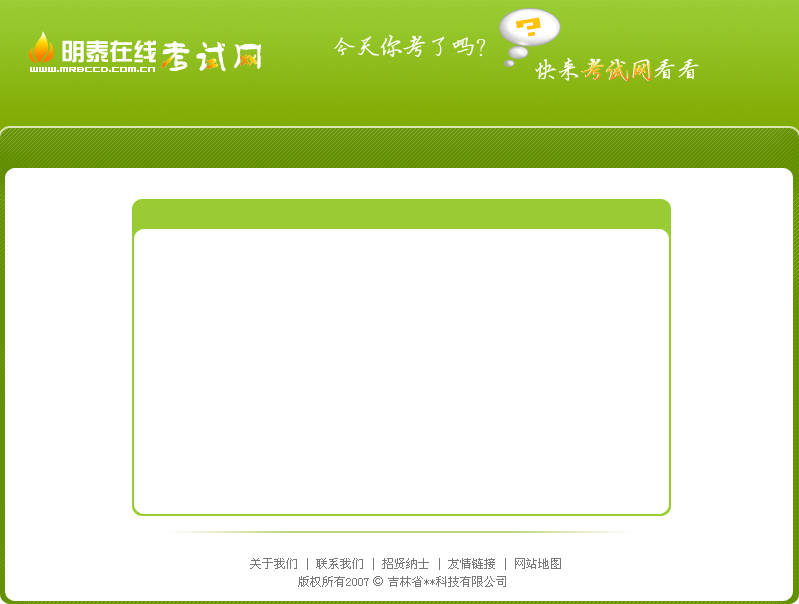 明泰在线考试网
www.mrbccd.com.cn
今天你考了吗?
?
快来考试网看看
关于我们 | 联系我们 | 招贤纳士 | 友情链接 | 网站地图
版权所有2007 © 吉林省**科技有限公司